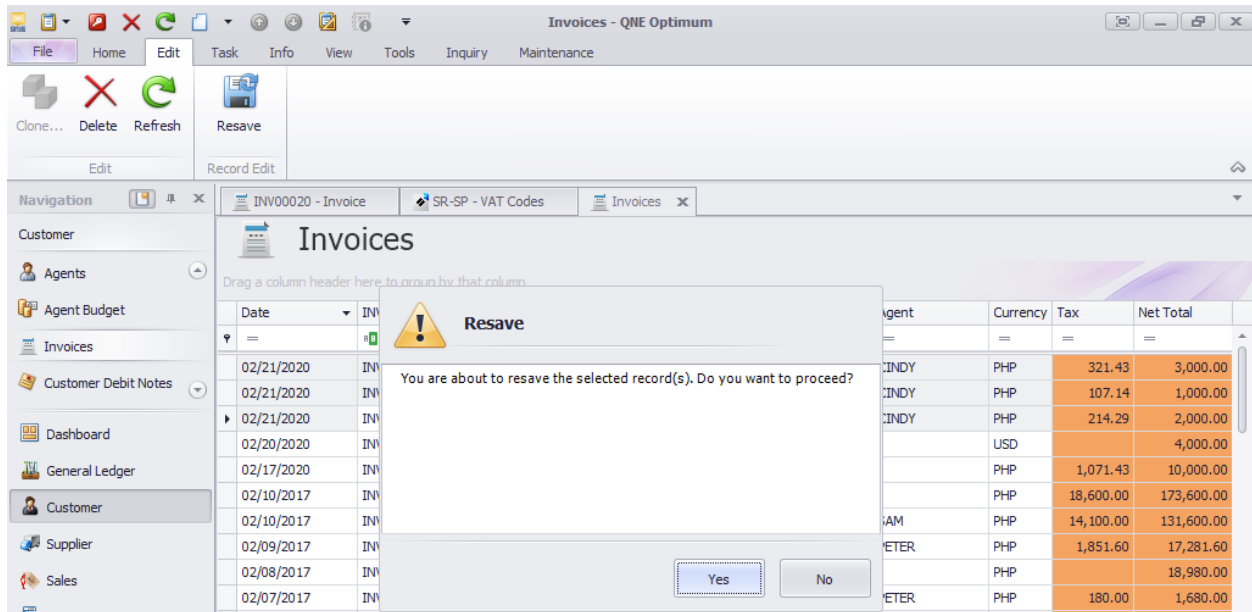 Invoices - QNE Optimum
File Home Edit Task Info View Tools Inquiry Maintenance
Clone... Delete Refresh Resave
Edit Record Edit
Navigation
INV00020 - Invoice SR-SP - VAT Codes Invoices
Customer
Invoices
Agents
Drag a column header here to group by that column
Agent Budget
Date Agent Currency Tax Net Total
Resave
Invoices
= = = = =
You are about to resave the selected record(s). Do you want to proceed?
02/21/2020 CINDY PHP 321.43 3,000.00
Customer Debit Notes
02/21/2020 CINDY PHP 107.14 1,000.00
02/21/2020 CINDY PHP 214.29 2,000.00
Dashboard
02/20/2020 USD 4,000.00
General Ledger
02/17/2020 PHP 1,071.43 10,000.00
02/10/2017 PHP 18,600.00 173,600.00
Customer
02/10/2017 SAM PHP 14,100.00 131,600.00
Supplier
02/09/2017 PETER PHP 1,851.60 17,281.60
02/08/2017 PHP 18,980.00
Sales
Yes No
02/07/2017 PETER PHP 180.00 1,680.00